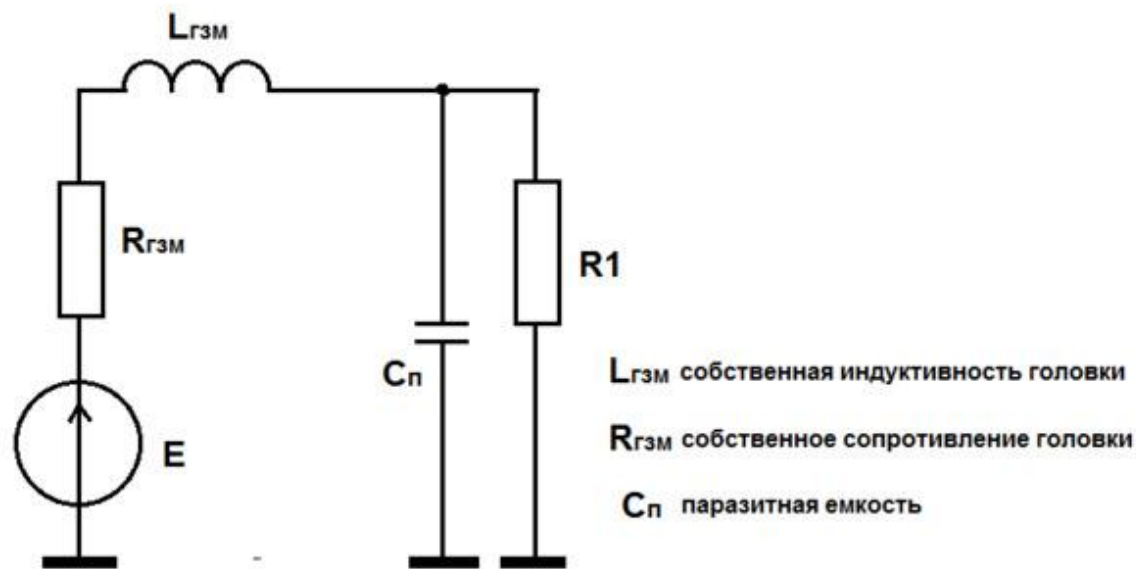 Lгзм
Rгзм
R1
Cп
E
Lгзм собственная индуктивность головки
Rгзм собственное сопротивление головки
Cп паразитная емкость